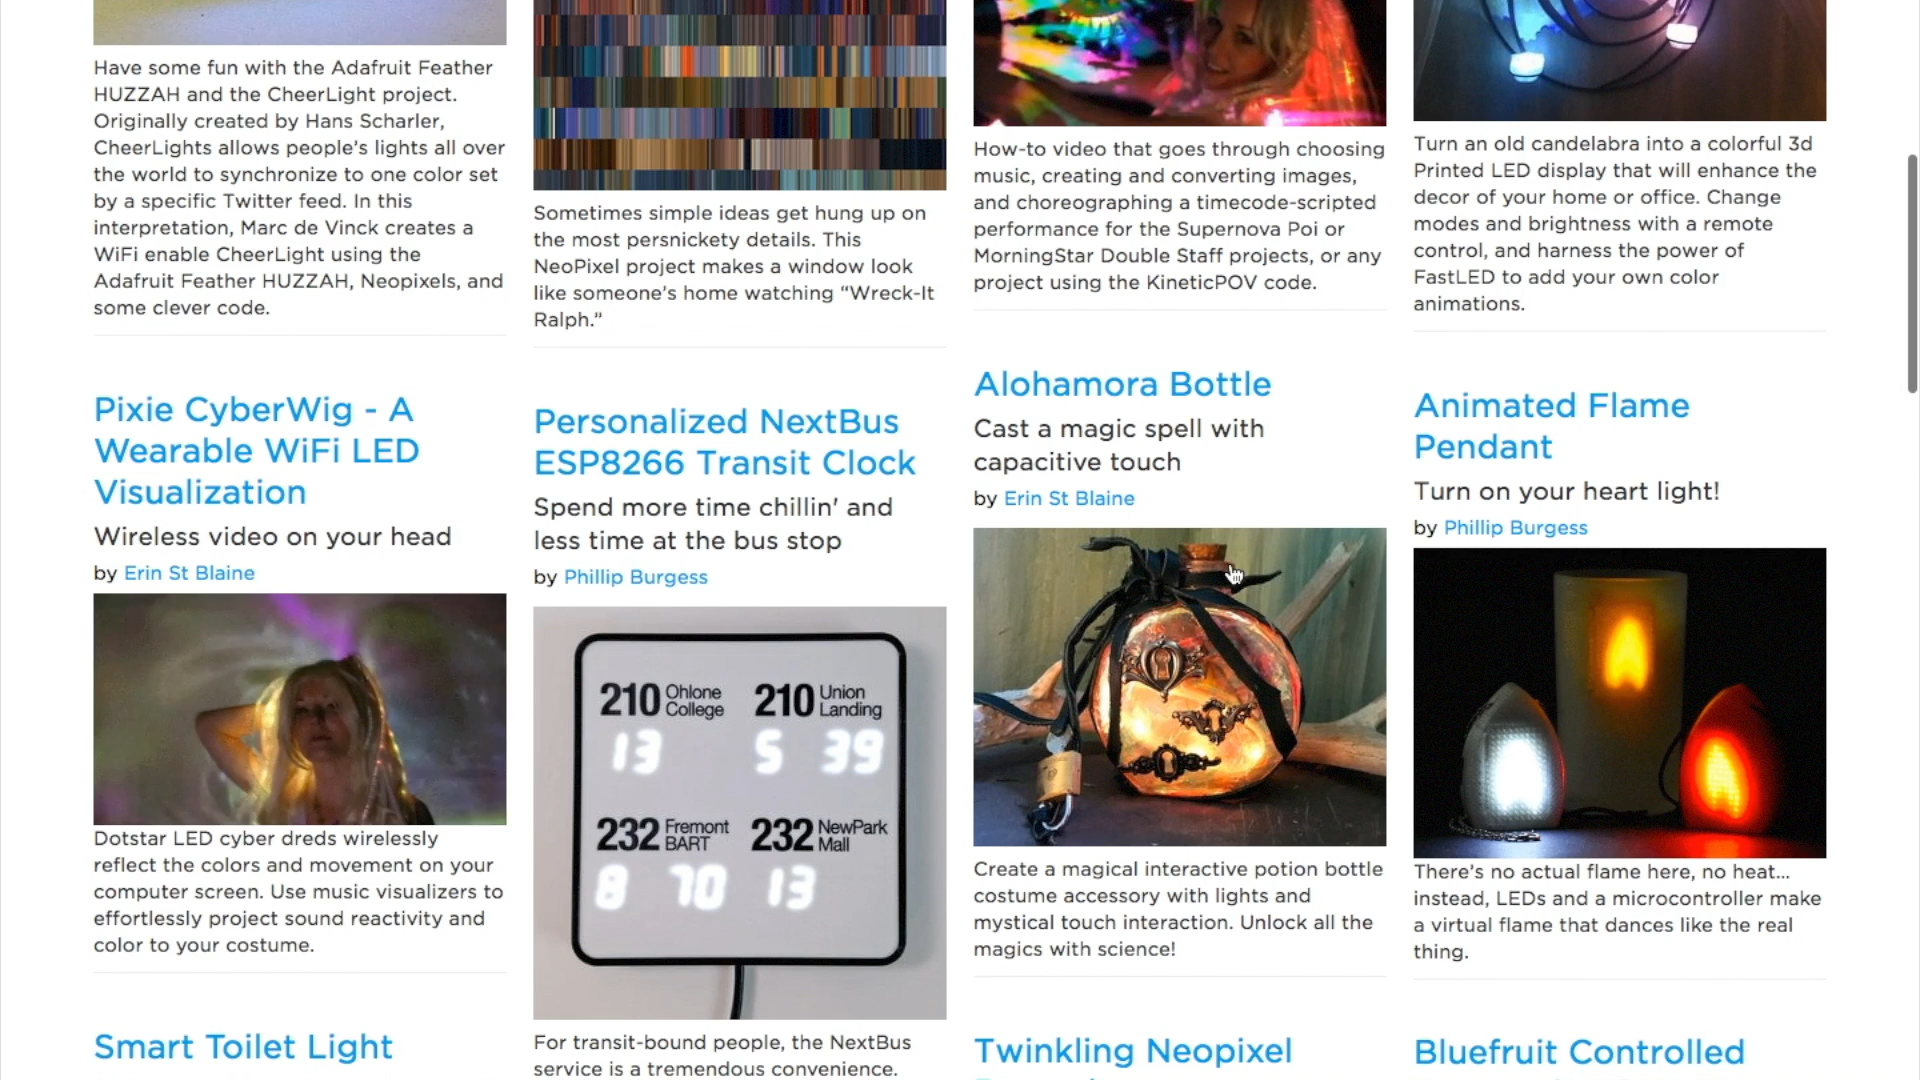 Have some fun with the Adafruit Feather
HUZZAH and the CheerLight project.
Originally created by Hans Scharler,
CheerLights allows people's lights all over
the world to synchronize to one color set
by a specific Twitter feed. In this
interpretation, Marc de Vinck creates a
WiFi enable CheerLight using the
Adafruit Feather HUZZAH, Neopixels, and
some clever code.
Pixie CyberWig - A
Wearable WiFi LED
Visualization
Wireless video on your head
by Erin St Blaine
Dotstar LED cyber dreds wirelessly
reflect the colors and movement on your
computer screen. Use music visualizers to
effortlessly project sound reactivity and
color to your costume.
Smart Toilet Light
Sometimes simple ideas get hung up on
the most persnickety details. This
NeoPixel project makes a window look
like someone's home watching “Wreck-It
Ralph.”
Personalized NextBus
ESP8266 Transit Clock
Spend more time chillin' and
less time at the bus stop
by Phillip Burgess
210 Ohlone College 210 Union Landing
13 5 39
232 Fremont BART 232 NewPark Mall
8 70 13
For transit-bound people, the NextBus
service is a tremendous convenience.
How-to video that goes through choosing
music, creating and converting images,
and choreographing a timecode-scripted
performance for the Supernova Poi or
MorningStar Double Staff projects, or any
project using the KineticPOV code.
Alohamora Bottle
Cast a magic spell with
capacitive touch
by Erin St Blaine
Create a magical interactive potion bottle
costume accessory with lights and
mystical touch interaction. Unlock all the
magics with science!
Twinkling Neopixel
Turn an old candelabra into a colorful 3d
Printed LED display that will enhance the
decor of your home or office. Change
modes and brightness with a remote
control, and harness the power of
FastLED to add your own color
animations.
Animated Flame
Pendant
Turn on your heart light!
by Phillip Burgess
There's no actual flame here, no heat...
instead, LEDs and a microcontroller make
a virtual flame that dances like the real
thing.
Bluefruit Controlled